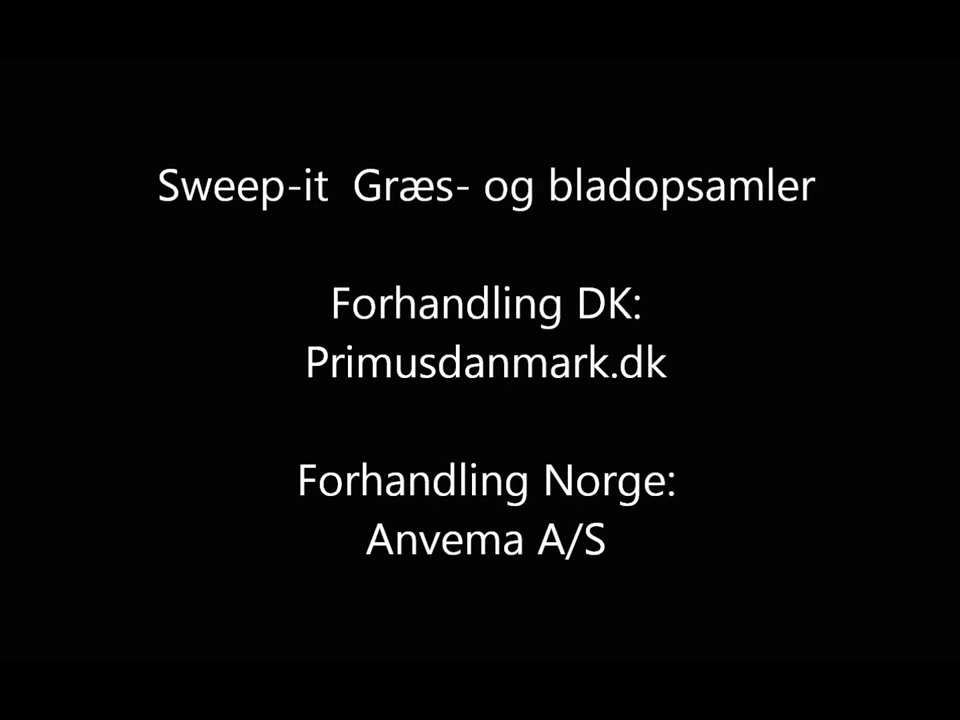 Sweep-it  Græs- og bladopsamler
Forhandling DK:
Primusdanmark.dk
Forhandling Norge:
Anvema A/S